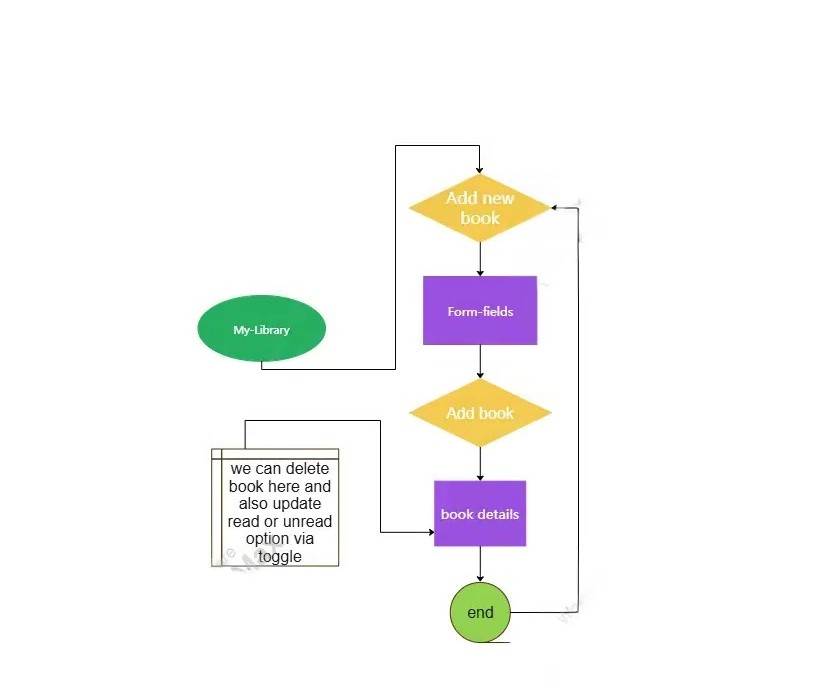 Add new
book
Form-fields
My-Library
Add book
we can delete
book here and
also update
read or unread
option via
toggle
book details
end